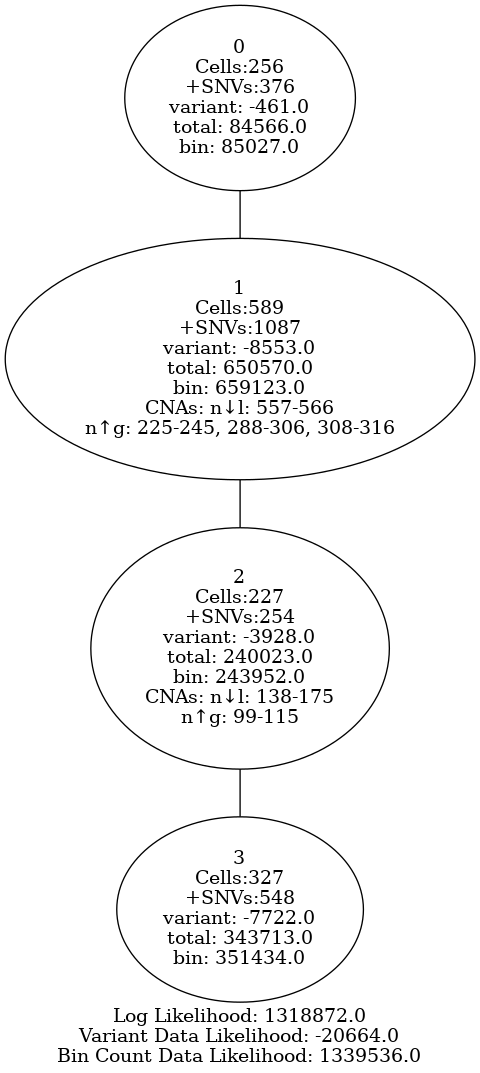 0
Cells:256
+SNVs:376
variant: -461.0
total: 84566.0
bin: 85027.0
1
Cells:589
+SNVs:1087
variant: -8553.0
total: 650570.0
bin: 659123.0
CNAs: n↓l: 557-566
n↑g: 225-245, 288-306, 308-316
2
Cells:227
+SNVs:254
variant: -3928.0
total: 240023.0
bin: 243952.0
CNAs: n↓l: 138-175
n↑g: 99-115
3
Cells:327
+SNVs:548
variant: -7722.0
total: 343713.0
bin: 351434.0
Log Likelihood: 1318872.0
Variant Data Likelihood: -20664.0
Bin Count Data Likelihood: 1339536.0